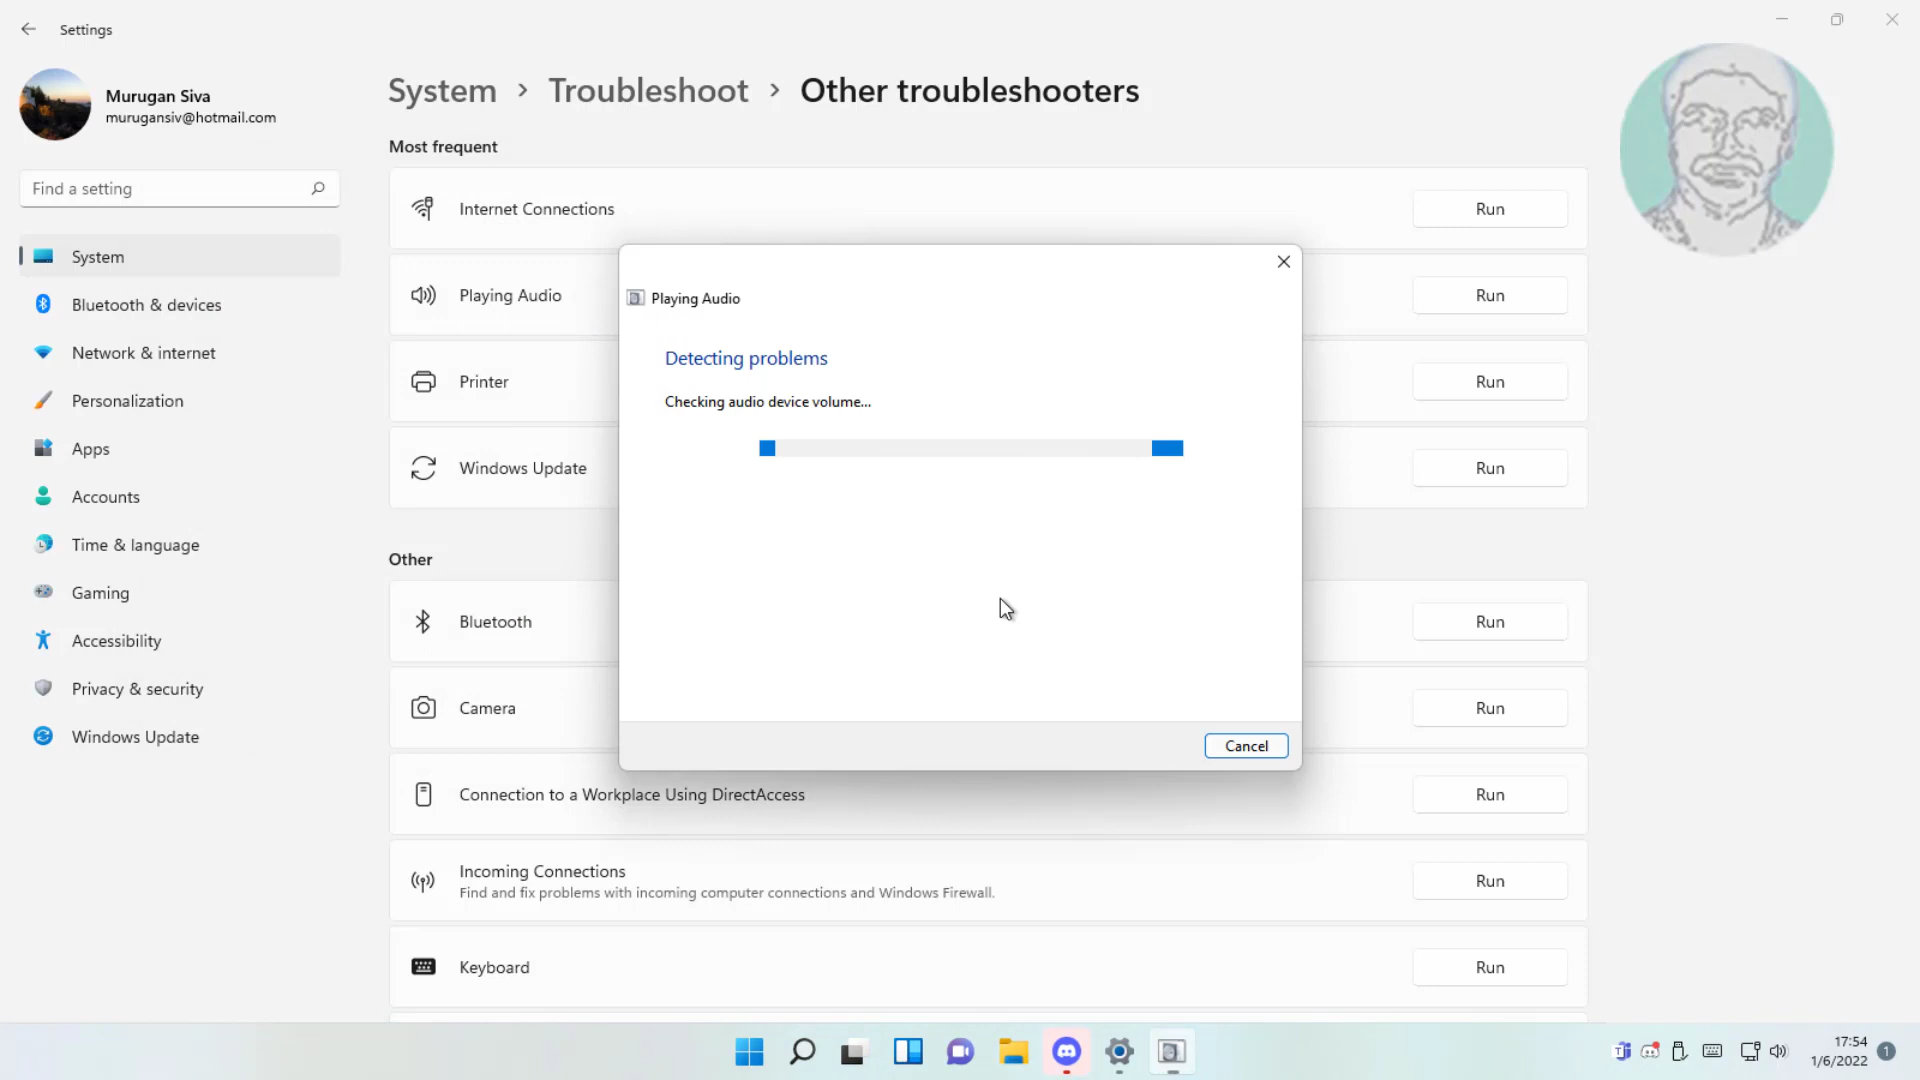 Settings
Murugan Siva
murugansiv@hotmail.com
Find a setting
System
Bluetooth & devices
Network & internet
Personalization
Apps
Accounts
Time & language
Gaming
Accessibility
Privacy & security
Windows Update
System > Troubleshoot > Other troubleshooters
Most frequent
Internet Connections Run
Playing Audio Run
Printer Run
Windows Update Run
Other
Bluetooth Run
Camera Run
Connection to a Workplace Using DirectAccess Run
Incoming Connections
Find and fix problems with incoming computer connections and Windows Firewall.
Run
Keyboard Run
Playing Audio
Detecting problems
Checking audio device volume...
Cancel
17:54
1/6/2022
1